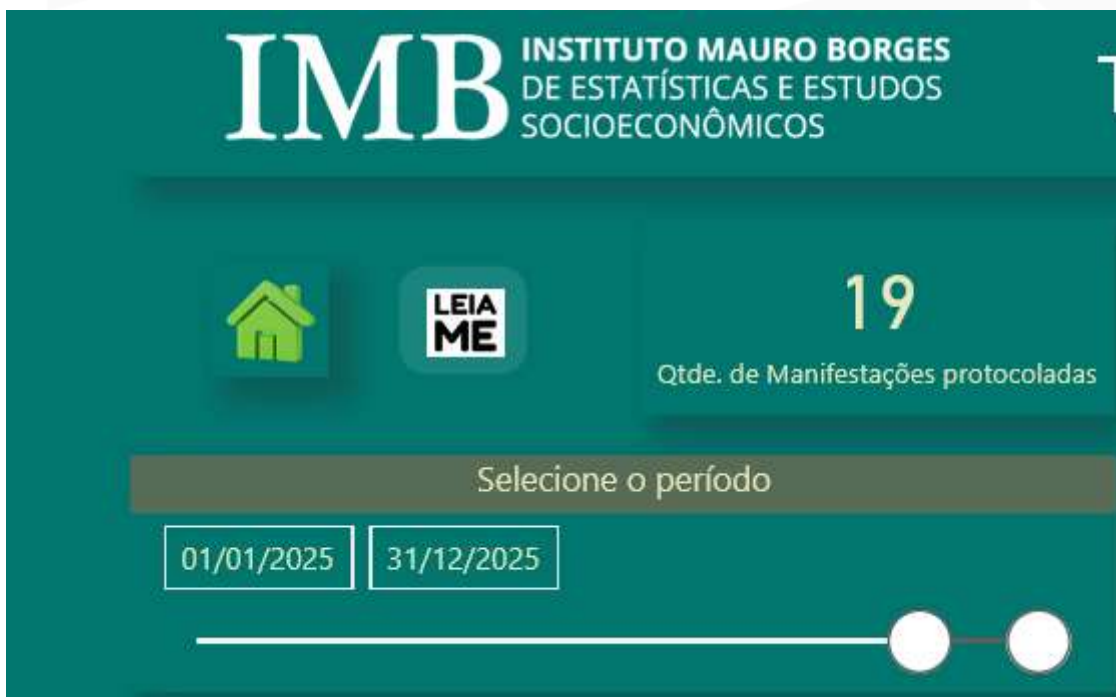 IMB
INSTITUTO MAURO BORGES
DE ESTATÍSTICAS E ESTUDOS
SOCIOECONÔMICOS
LEIA
ME
19
Qtde. de Manifestações protocoladas
Selecione o período
01/01/2025
31/12/2025